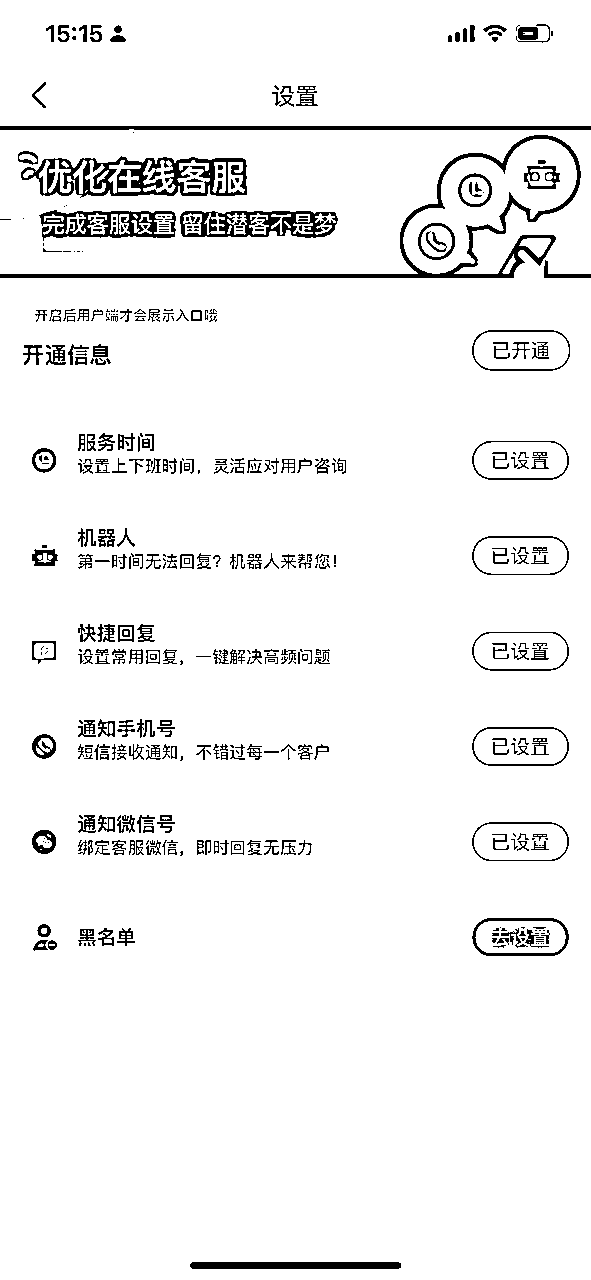 15:15
设置
优化在线客服
完成客服设置 留住潜客不是梦
开启后用户端才会展示入口哦
开通信息
已开通
服务时间
设置上下班时间，灵活应对用户咨询
已设置
机器人
第一时间无法回复？机器人来帮您！
已设置
快捷回复
设置常用回复，一键解决高频问题
已设置
通知手机号
短信接收通知，不错过每一个客户
已设置
通知微信号
绑定客服微信，即时回复无压力
已设置
黑名单
去设置